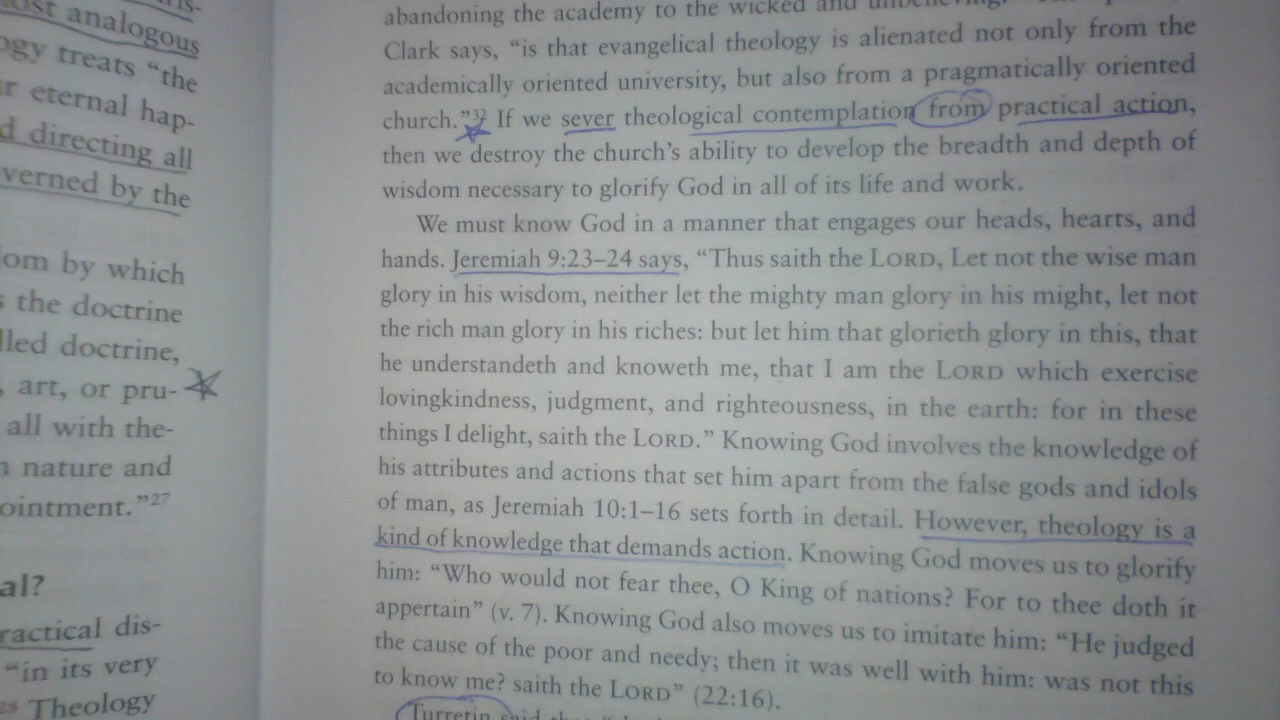 ost analogous
ogy treats “the
r eternal hap-
d directing all
verned by the
om by which
s the doctrine
lled doctrine,
, art, or pru-
all with the-
n nature and
ointment.”27
al?
ractical dis-
“in its very
28 Theology
abandoning the academy to the wicked and
Clark says, “is that evangelical theology is alienated not only from the
academically oriented university, but also from a pragmatically oriented
church.”32 If we sever theological contemplation from practical action,
then we destroy the church’s ability to develop the breadth and depth of
wisdom necessary to glorify God in all of its life and work.
We must know God in a manner that engages our heads, hearts, and
hands. Jeremiah 9:23–24 says, “Thus saith the LORD, Let not the wise man
glory in his wisdom, neither let the mighty man glory in his might, let not
the rich man glory in his riches: but let him that glorieth glory in this, that
he understandeth and knoweth me, that I am the LORD which exercise
lovingkindness, judgment, and righteousness, in the earth: for in these
things I delight, saith the LORD.” Knowing God involves the knowledge of
his attributes and actions that set him apart from the false gods and idols
of man, as Jeremiah 10:1–16 sets forth in detail. However, theology is a
kind of knowledge that demands action. Knowing God moves us to glorify
him: “Who would not fear thee, O King of nations? For to thee doth it
appertain” (v. 7). Knowing God also moves us to imitate him: “He judged
the cause of the poor and needy; then it was well with him: was not this
to know me? saith the LORD” (22:16).
Turretin said that